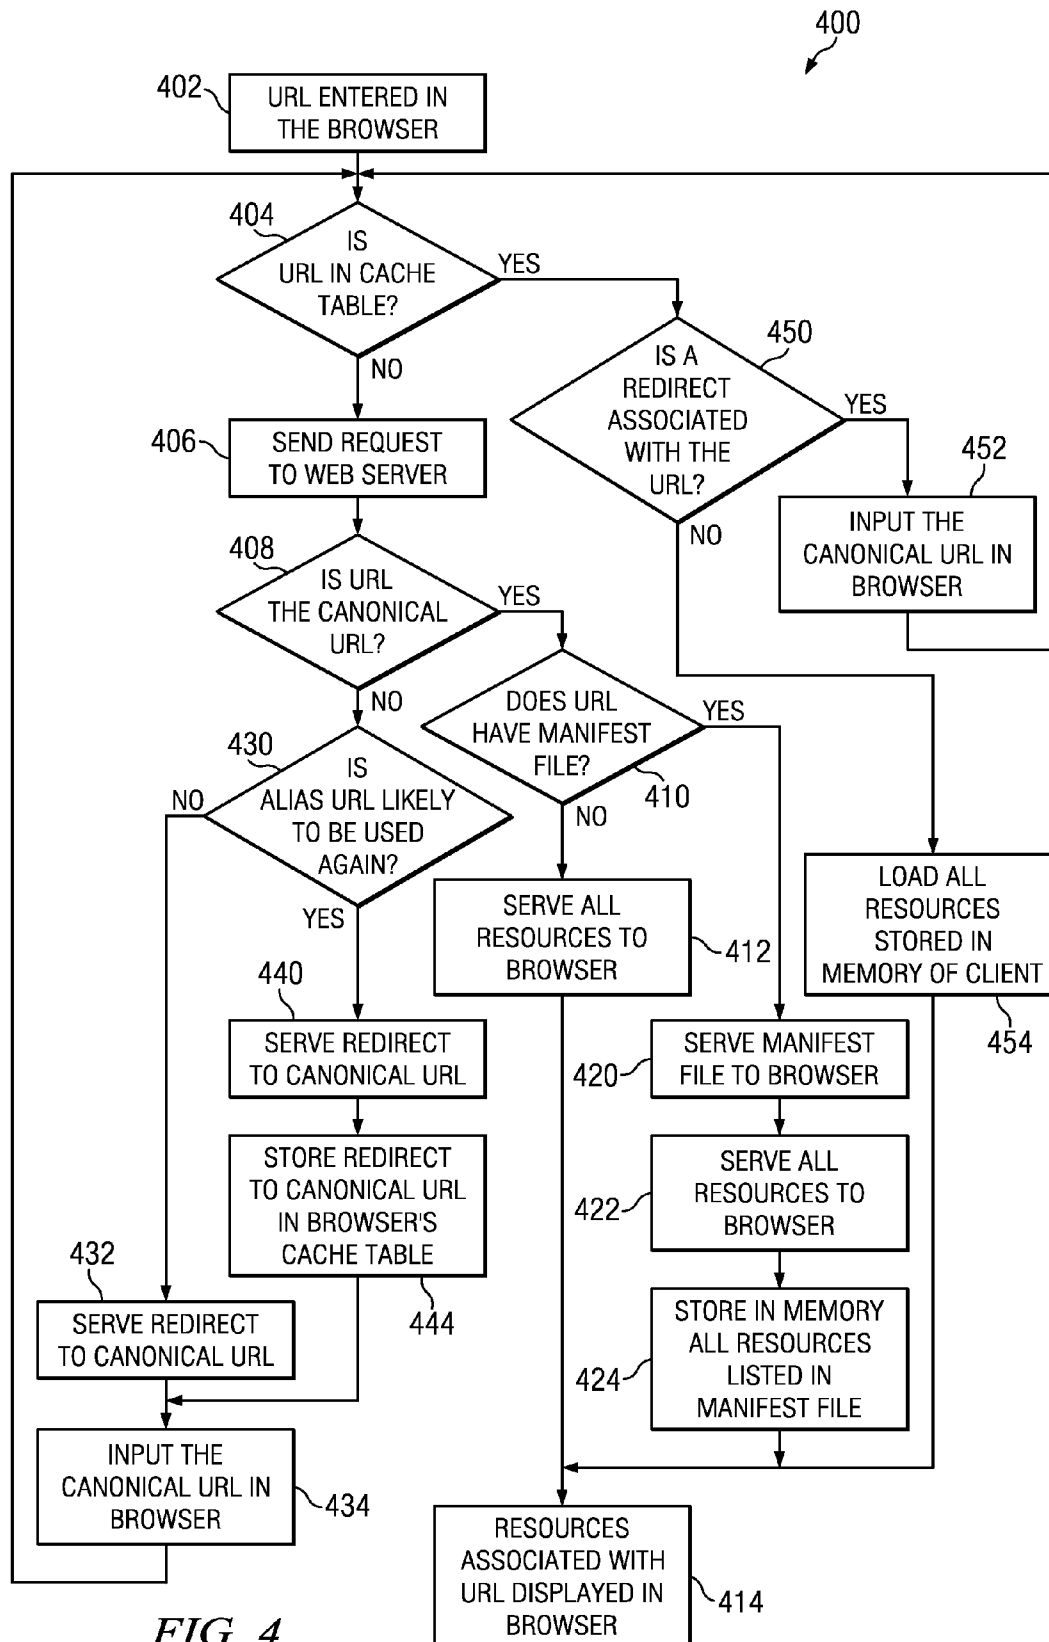 400
402
URL ENTERED IN
THE BROWSER
404
IS
URL IN CACHE
TABLE?
YES
NO
450
IS A
REDIRECT
ASSOCIATED
WITH THE
URL?
YES
NO
406
SEND REQUEST
TO WEB SERVER
452
INPUT THE
CANONICAL URL IN
BROWSER
408
IS URL
THE CANONICAL
URL?
YES
NO
DOES URL
HAVE MANIFEST
FILE?
YES
410
NO
430
IS
ALIAS URL LIKELY
TO BE USED
AGAIN?
NO
YES
SERVE ALL
RESOURCES TO
BROWSER
412
LOAD ALL
RESOURCES
STORED IN
MEMORY OF CLIENT
454
440
SERVE REDIRECT
TO CANONICAL URL
420
SERVE MANIFEST
FILE TO BROWSER
STORE REDIRECT
TO CANONICAL URL
IN BROWSER'S
CACHE TABLE
444
422
SERVE ALL
RESOURCES TO
BROWSER
432
SERVE REDIRECT
TO CANONICAL URL
424
STORE IN MEMORY
ALL RESOURCES
LISTED IN
MANIFEST FILE
INPUT THE
CANONICAL URL IN
BROWSER
434
RESOURCES
ASSOCIATED WITH
URL DISPLAYED IN
BROWSER
414
FIG. 4